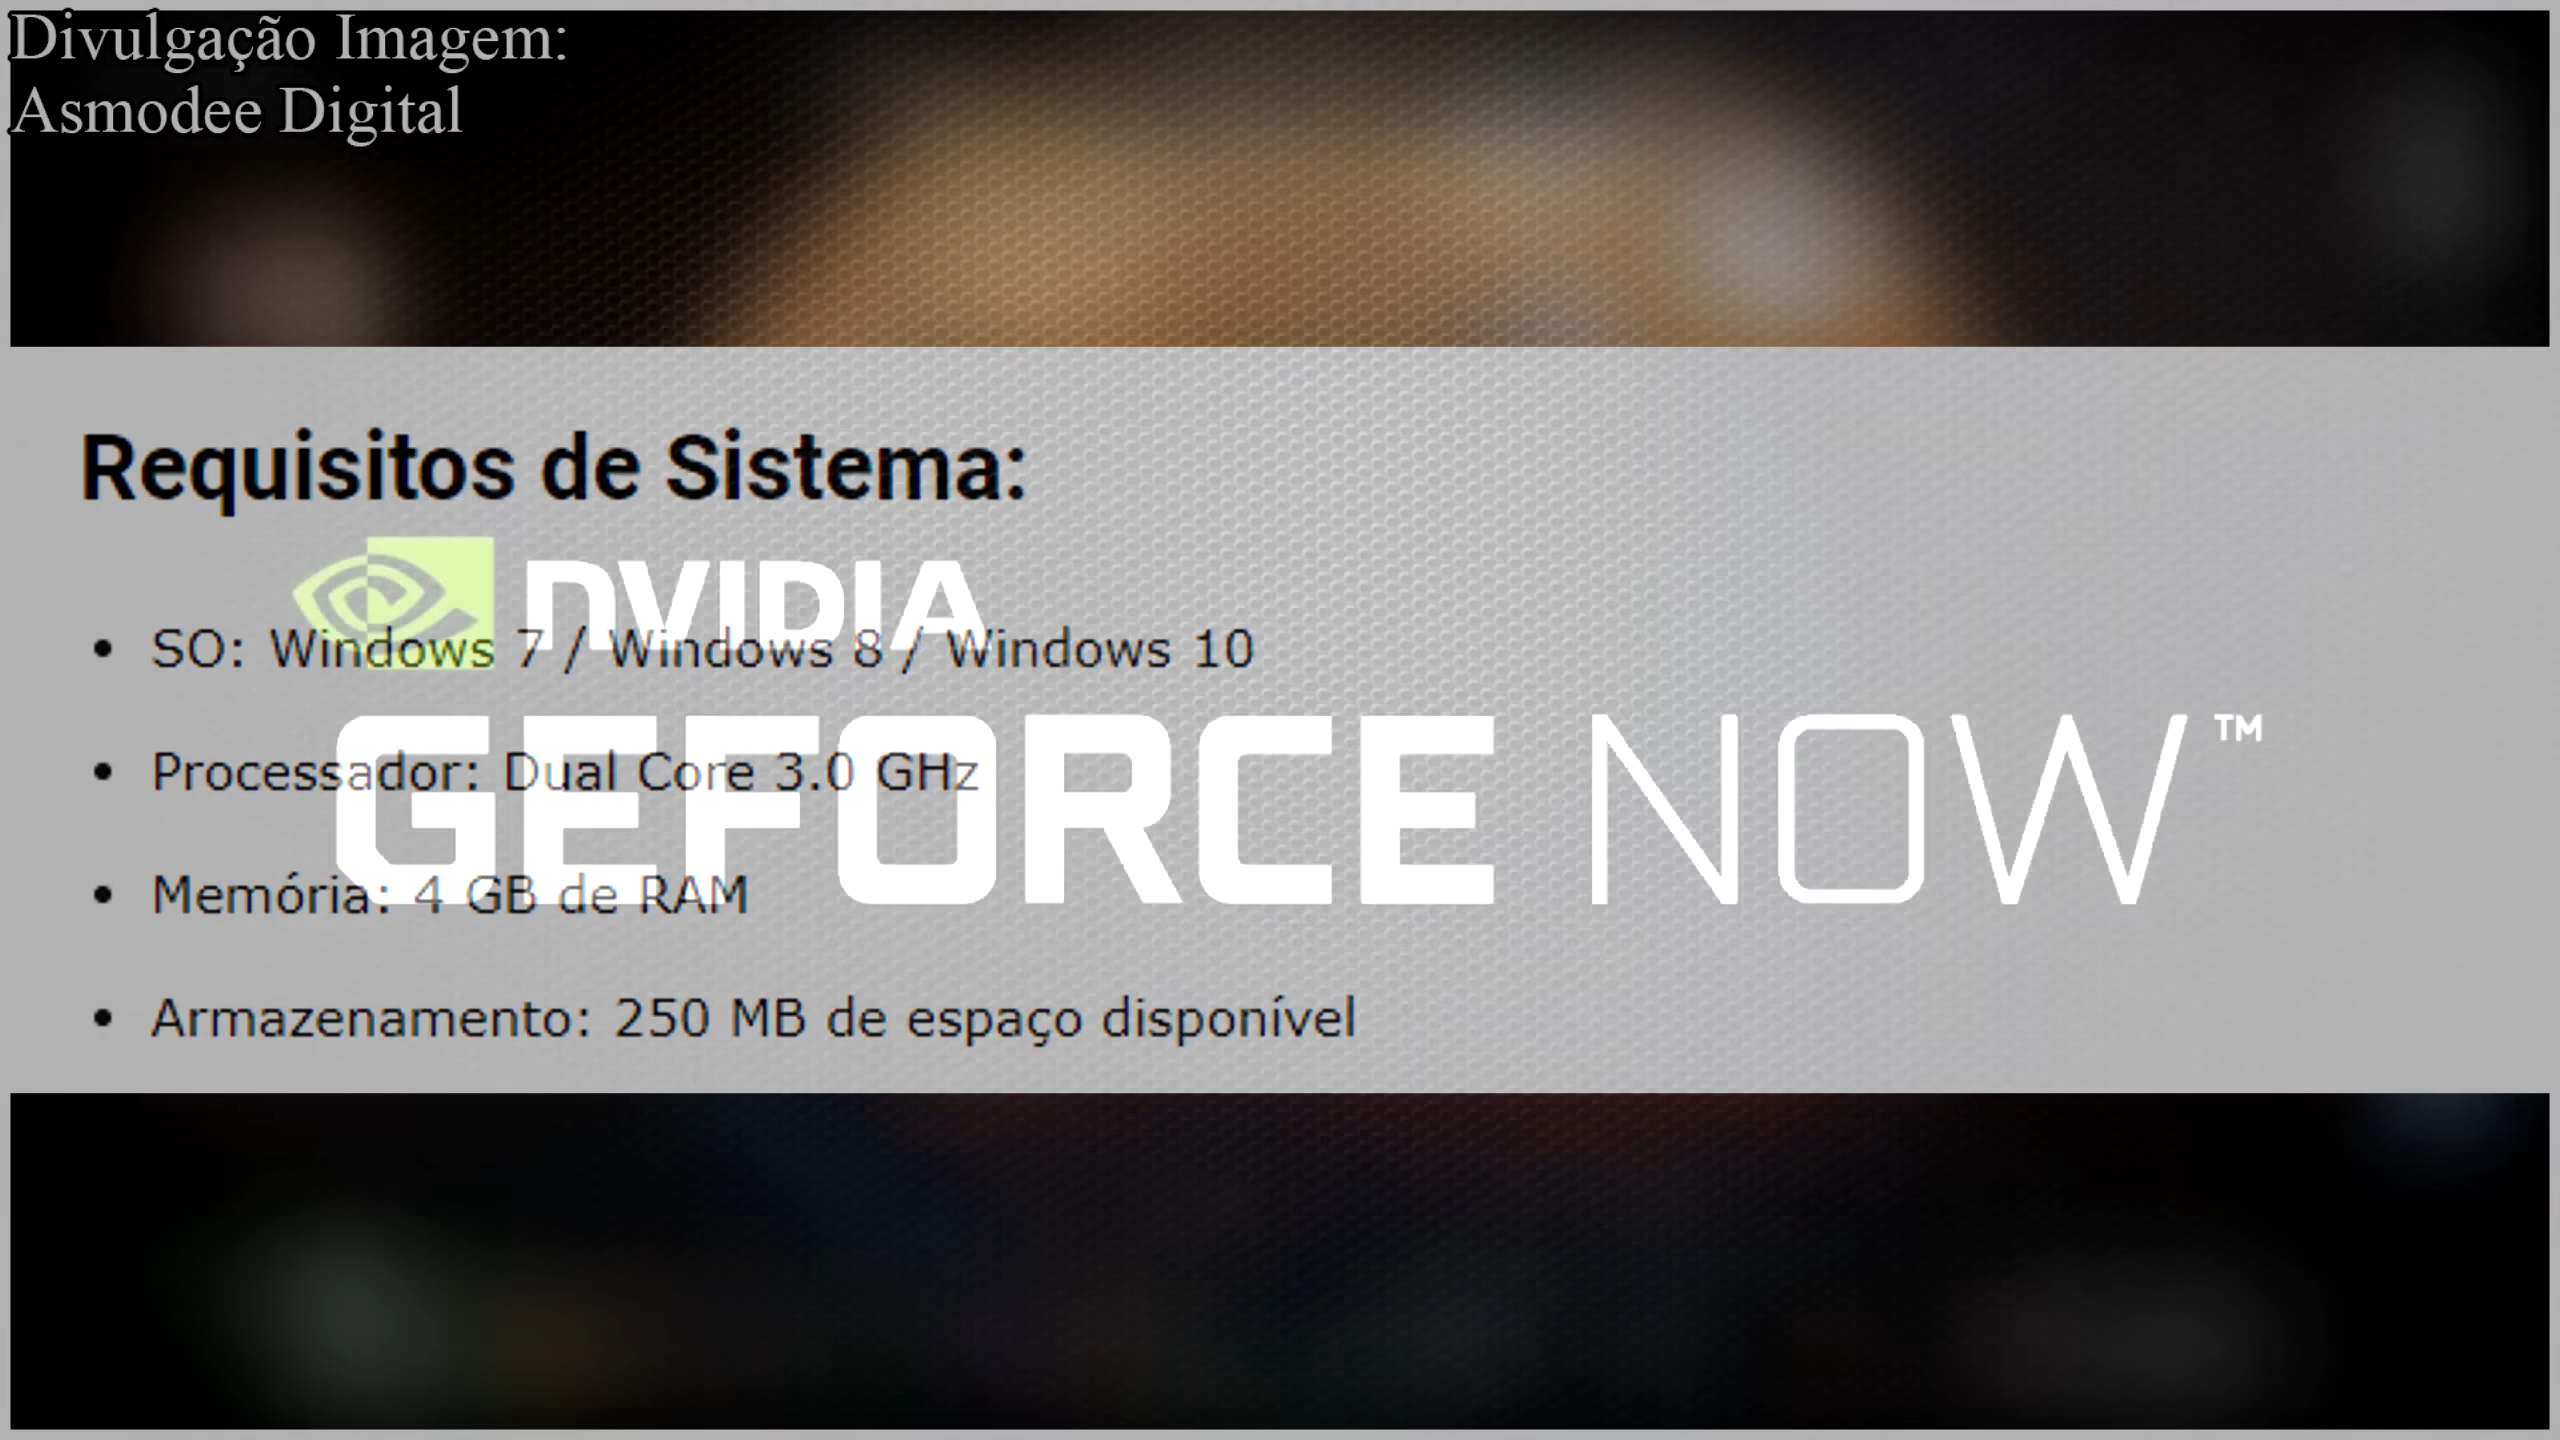 Divulgação Imagem:
Asmodee Digital
Requisitos de Sistema:
NVIDIA
• SO: Windows 7 / Windows 8 / Windows 10
GEFORCE NOW™
• Processador: Dual Core 3.0 GHz
• Memória: 4 GB de RAM
• Armazenamento: 250 MB de espaço disponível